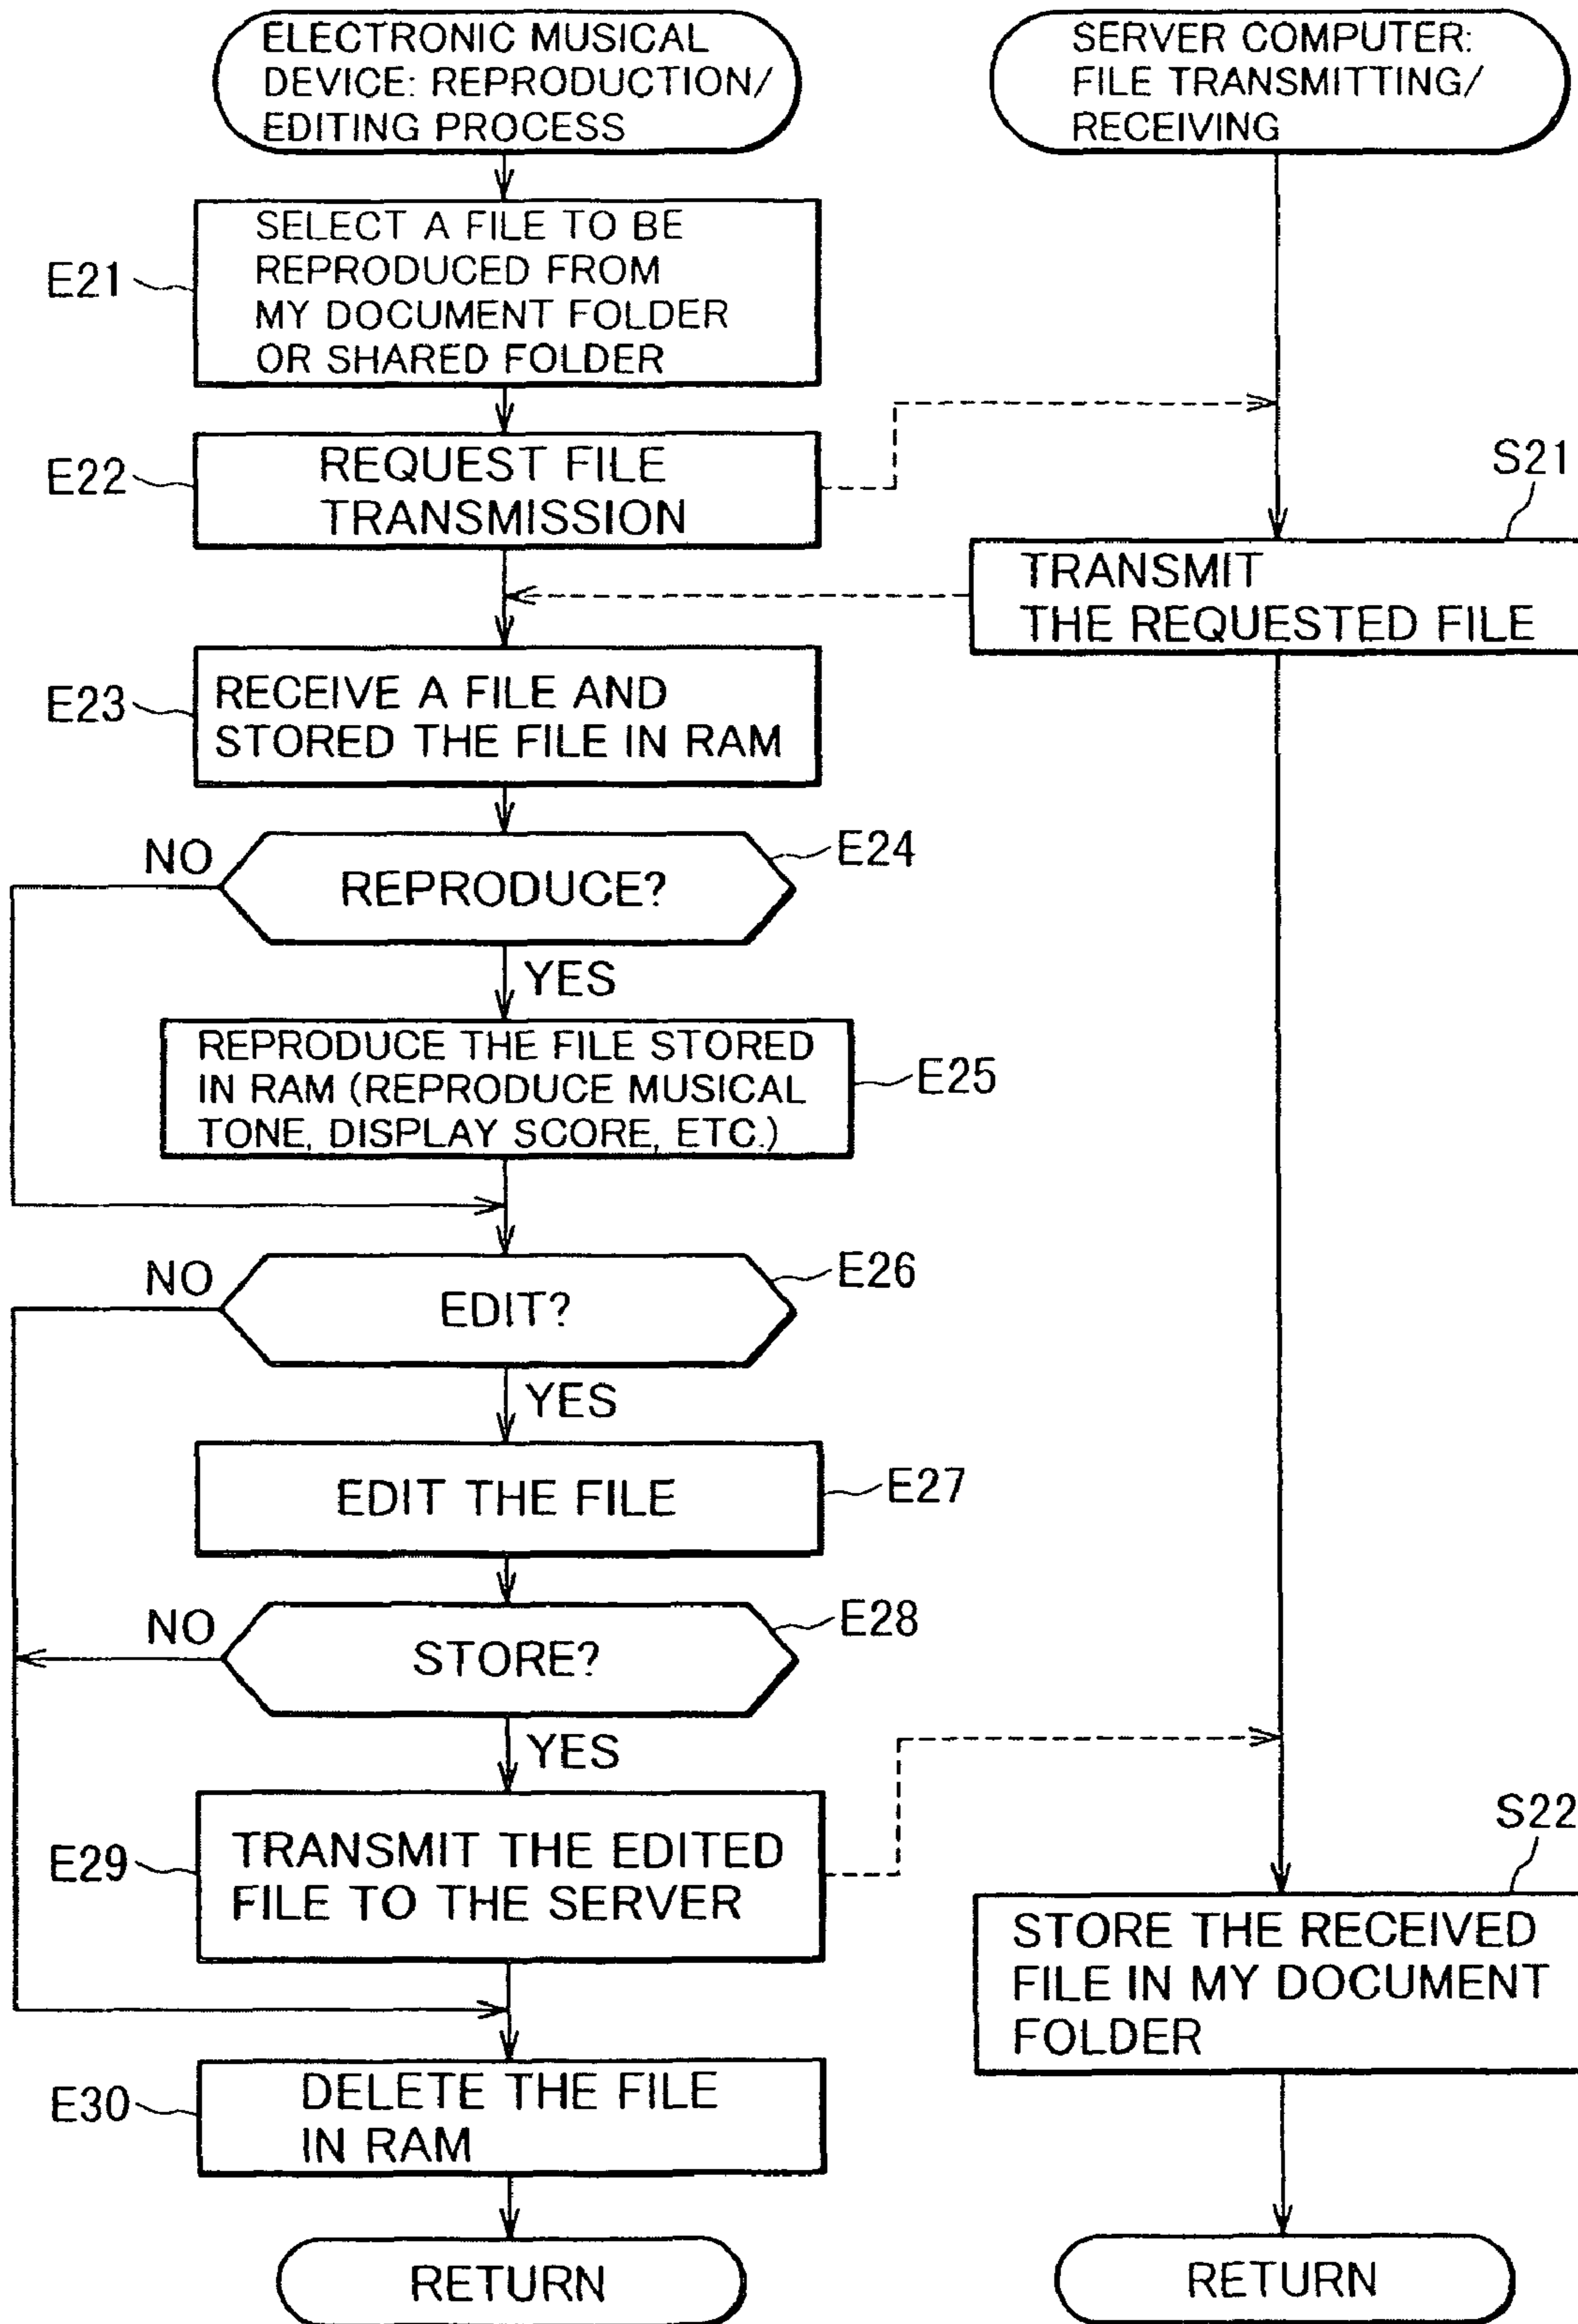 ELECTRONIC MUSICAL
DEVICE: REPRODUCTION/
EDITING PROCESS
SERVER COMPUTER:
FILE TRANSMITTING/
RECEIVING
E21
SELECT A FILE TO BE
REPRODUCED FROM
MY DOCUMENT FOLDER
OR SHARED FOLDER
E22
REQUEST FILE
TRANSMISSION
S21
TRANSMIT
THE REQUESTED FILE
E23
RECEIVE A FILE AND
STORED THE FILE IN RAM
NO
REPRODUCE?
E24
YES
REPRODUCE THE FILE STORED
IN RAM (REPRODUCE MUSICAL
TONE, DISPLAY SCORE, ETC.)
E25
NO
EDIT?
E26
YES
EDIT THE FILE
E27
NO
STORE?
E28
YES
E29
TRANSMIT THE EDITED
FILE TO THE SERVER
S22
STORE THE RECEIVED
FILE IN MY DOCUMENT
FOLDER
E30
DELETE THE FILE
IN RAM
RETURN
RETURN